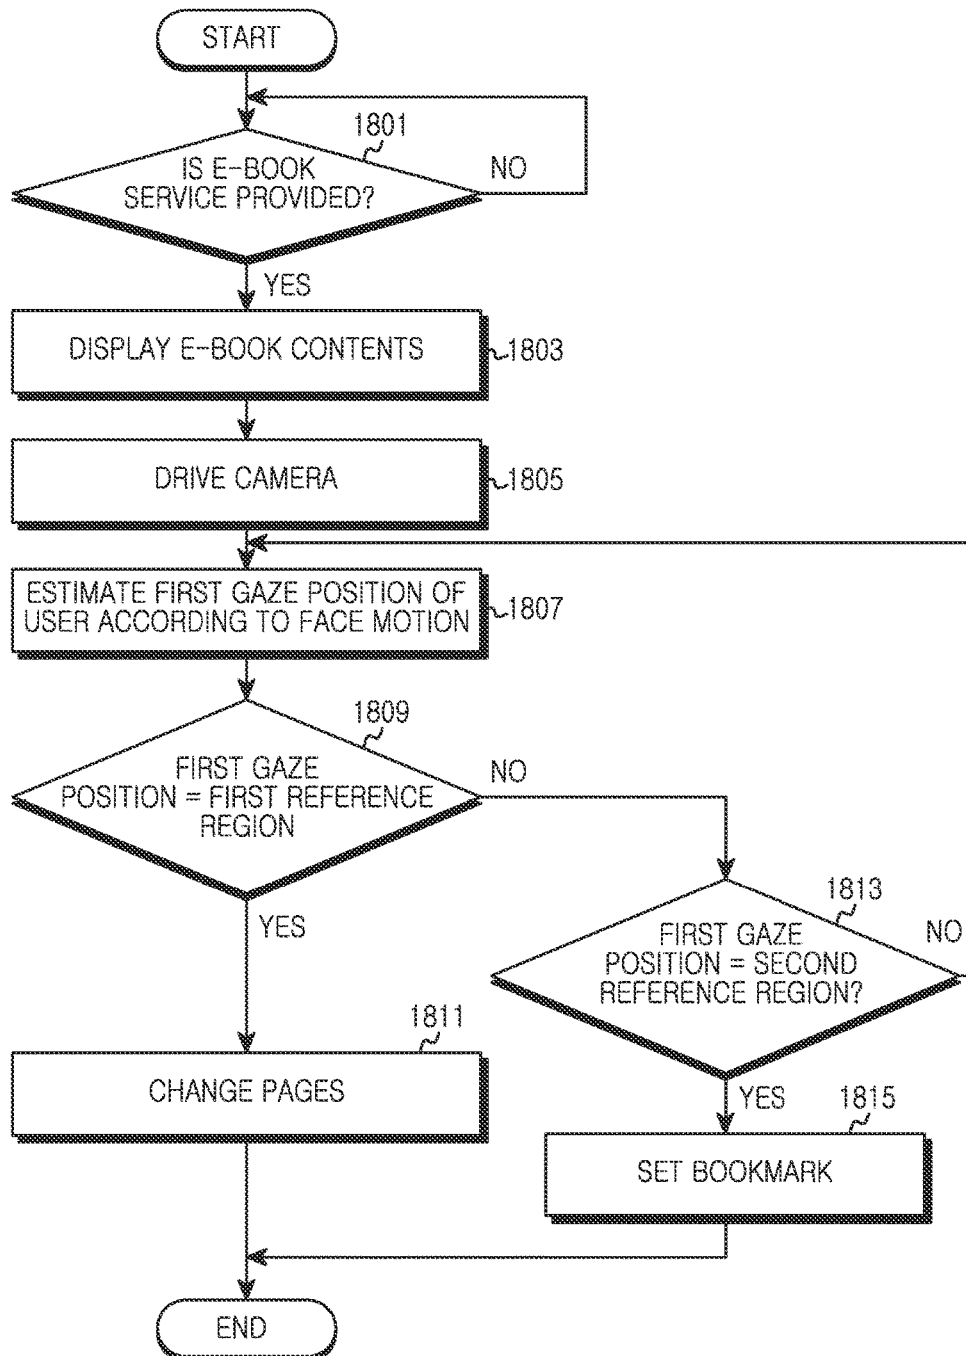 START
1801
IS E-BOOK
SERVICE PROVIDED?
NO
YES
DISPLAY E-BOOK CONTENTS
1803
DRIVE CAMERA
1805
ESTIMATE FIRST GAZE POSITION OF
USER ACCORDING TO FACE MOTION
1807
1809
FIRST GAZE
POSITION = FIRST REFERENCE
REGION
NO
YES
1813
FIRST GAZE
POSITION = SECOND
REFERENCE REGION?
NO
YES
1811
CHANGE PAGES
1815
SET BOOKMARK
END